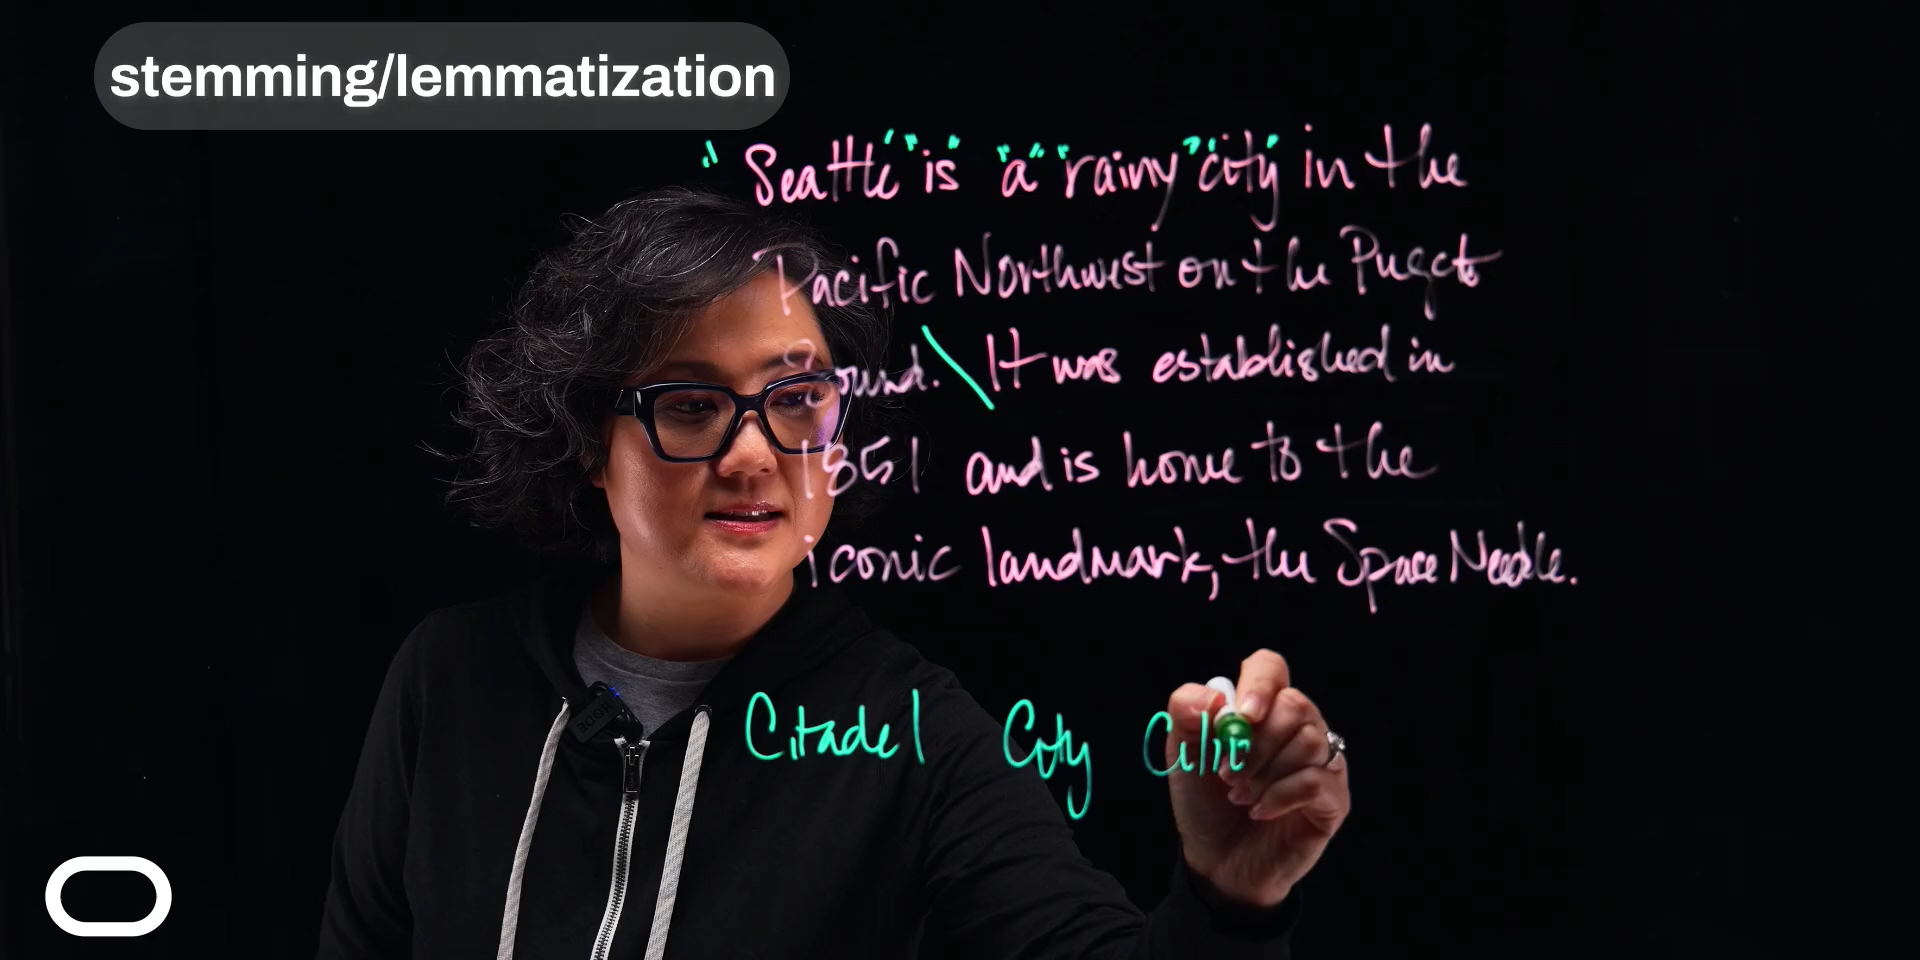 stemming/lemmatization
"Seattle" "is" "a" "rainy" "city" in the
Pacific Northwest on the Puget
Sound. \ It was established in
1851 and is home to the
iconic landmark, the Space Needle.
Citadel City